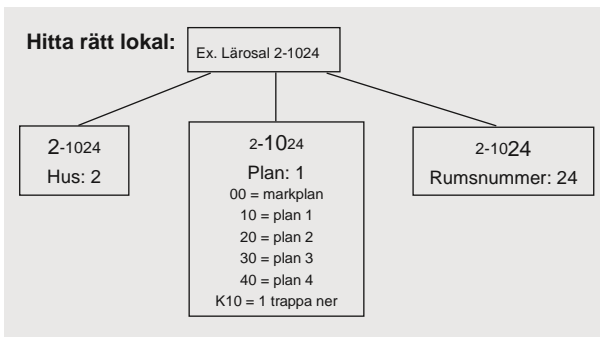 Hitta rätt lokal:
Ex. Lärosal 2-1024
2-1024
Hus: 2
2-1024
Plan: 1
00 = markplan
10 = plan 1
20 = plan 2
30 = plan 3
40 = plan 4
K10 = 1 trappa ner
2-1024
Rumsnummer: 24